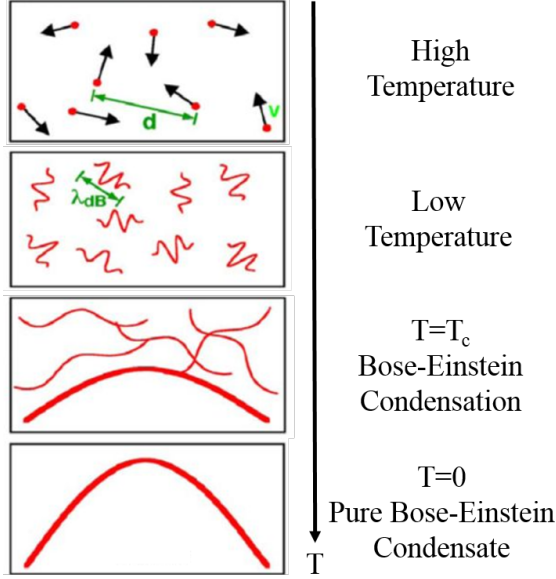 High
Temperature
d
v
λdB
Low
Temperature
T=Tc
Bose-Einstein
Condensation
T=0
Pure Bose-Einstein
Condensate
T